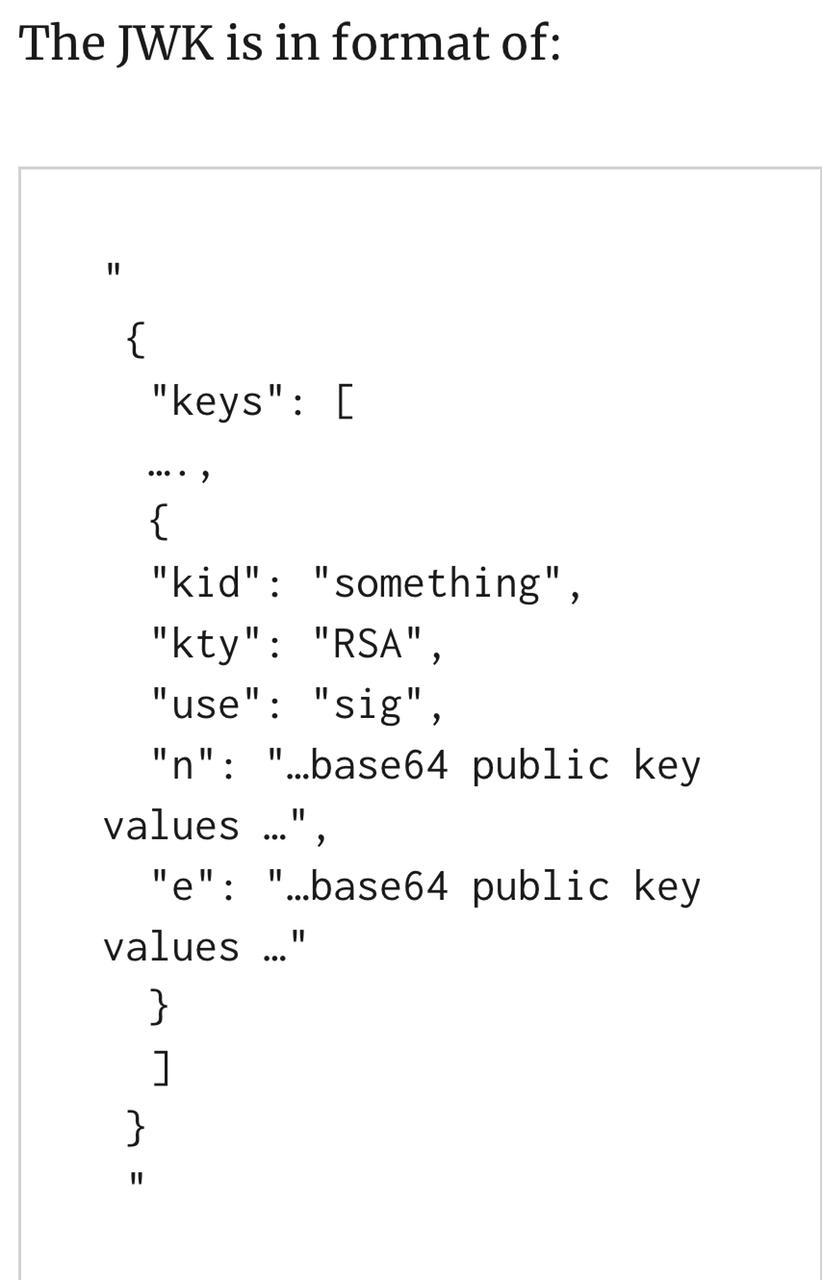 The JWK is in format of:
"
{
"keys": [
….,
{
"kid": "something",
"kty": "RSA",
"use": "sig",
"n": "…base64 public key
values …",
"e": "…base64 public key
values …"
}
]
}
"